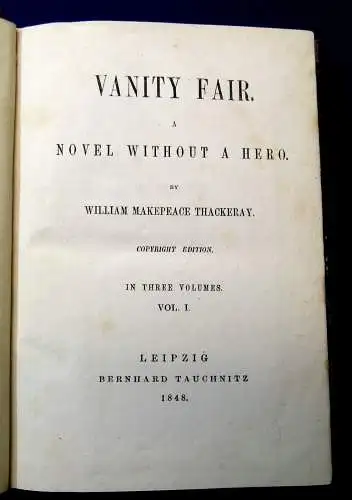 VANITY FAIR.
A
NOVEL WITHOUT A HERO.
BY
WILLIAM MAKEPEACE THACKERAY.
COPYRIGHT EDITION.
IN THREE VOLUMES.
VOL. I.
LEIPZIG
BERNHARD TAUCHNITZ
1848.